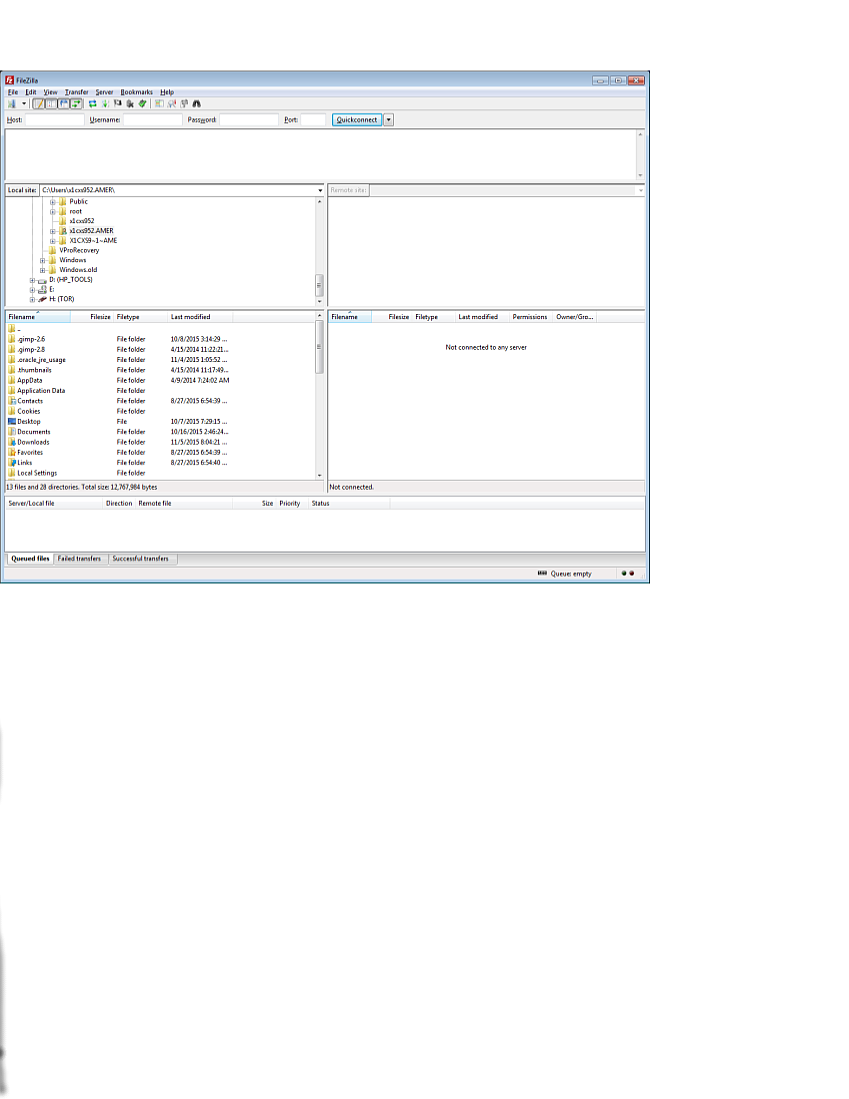 FileZilla
File Edit View Transfer Server Bookmarks Help
Host: Username: Password: Port: Quickconnect
Local site: C:\Users\x1cxs952.AMER\ Remote site:
Public
root
x1cxs952
x1cxs952.AMER
X1CXS9~1~AME
VProRecovery
Windows
Windows.old
D: (HP_TOOLS)
E:
H: (TOR)
Filename Filesize Filetype Last modified
..
.gimp-2.6 File folder 10/8/2015 3:14:29 ...
.gimp-2.8 File folder 4/15/2014 11:22:21...
.oracle_jre_usage File folder 11/4/2015 1:05:52 ...
.thumbnails File folder 4/15/2014 11:17:49...
AppData File folder 4/9/2014 7:24:02 AM
Application Data File folder
Contacts File folder 8/27/2015 6:54:39 ...
Cookies File folder
Desktop File 10/7/2015 7:29:15 ...
Documents File folder 10/16/2015 2:46:24...
Downloads File folder 11/5/2015 8:04:21 ...
Favorites File folder 8/27/2015 6:54:39 ...
Links File folder 8/27/2015 6:54:40 ...
Local Settings File folder
13 files and 28 directories. Total size: 12,767,984 bytes
Filename Filesize Filetype Last modified Permissions Owner/Gro...
Not connected to any server
Not connected.
Server/Local file Direction Remote file Size Priority Status
Queued files Failed transfers Successful transfers
Queue: empty